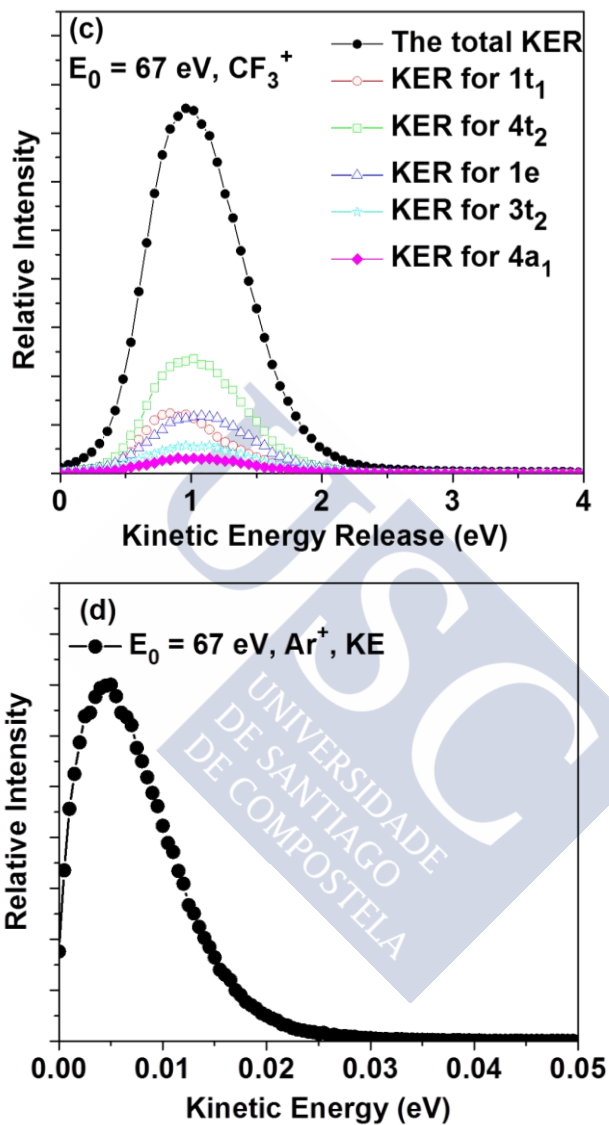 (c)
E₀ = 67 eV, CF₃⁺
The total KER
KER for 1t₁
KER for 4t₂
KER for 1e
KER for 3t₂
KER for 4a₁
Relative Intensity
0 1 2 3 4
Kinetic Energy Release (eV)
(d)
E₀ = 67 eV, Ar⁺, KE
Relative Intensity
USC
UNIVERSIDADE
DE SANTIAGO
DE COMPOSTELA
0.00 0.01 0.02 0.03 0.04 0.05
Kinetic Energy (eV)